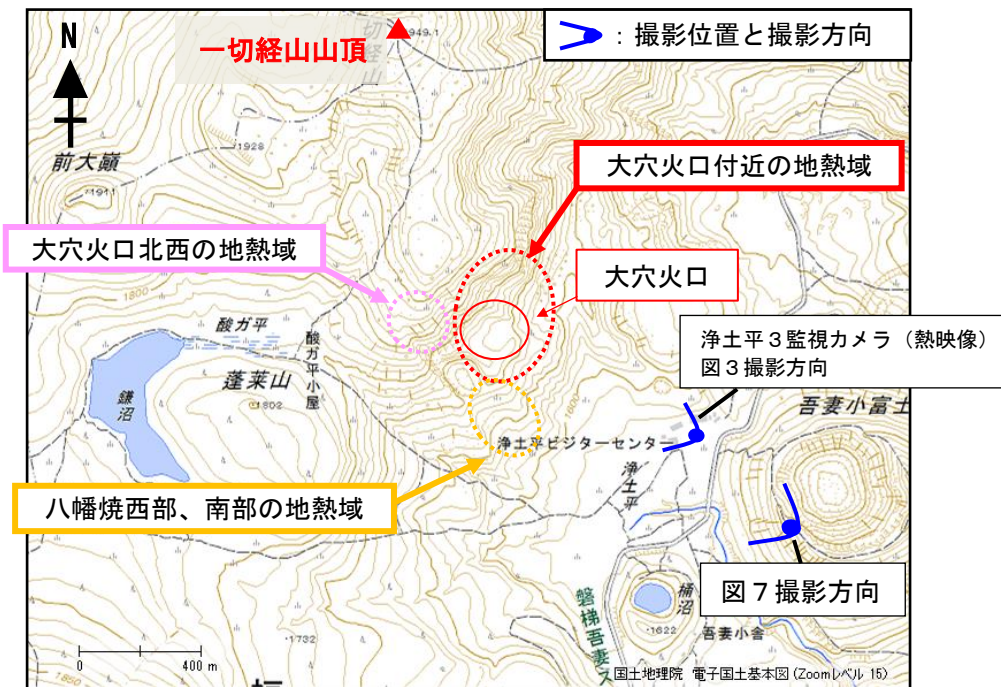 N
一切経山山頂
切経山
949.1
：撮影位置と撮影方向
1928
前大巓
1911
大穴火口付近の地熱域
大穴火口北西の地熱域
大穴火口
1800
酸ガ平
酸ガ平小屋
蓬莱山
1802
鎌沼
1600
浄土平３監視カメラ（熱映像）
図３撮影方向
吾妻小富士
浄土平ビジターセンター
浄土平
八幡焼西部、南部の地熱域
図７撮影方向
桶沼
1622
吾妻小舎
磐梯吾妻ス
1732
0
400 m
1850
国土地理院 電子国土基本図 (Zoomレベル 15)